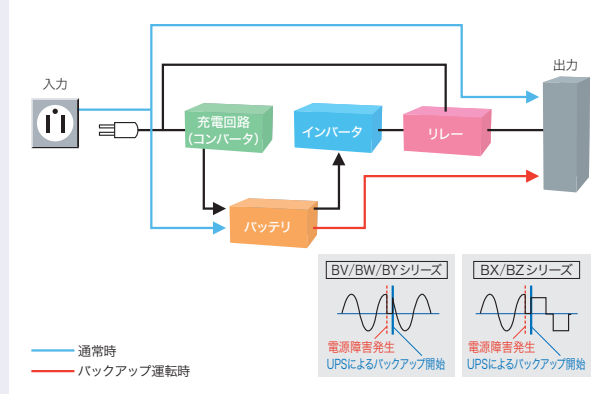 入力
出力
充電回路
(コンバータ)
インバータ
リレー
バッテリ
BV/BW/BYシリーズ
電源障害発生
UPSによるバックアップ開始
BX/BZシリーズ
電源障害発生
UPSによるバックアップ開始
通常時
バックアップ運転時